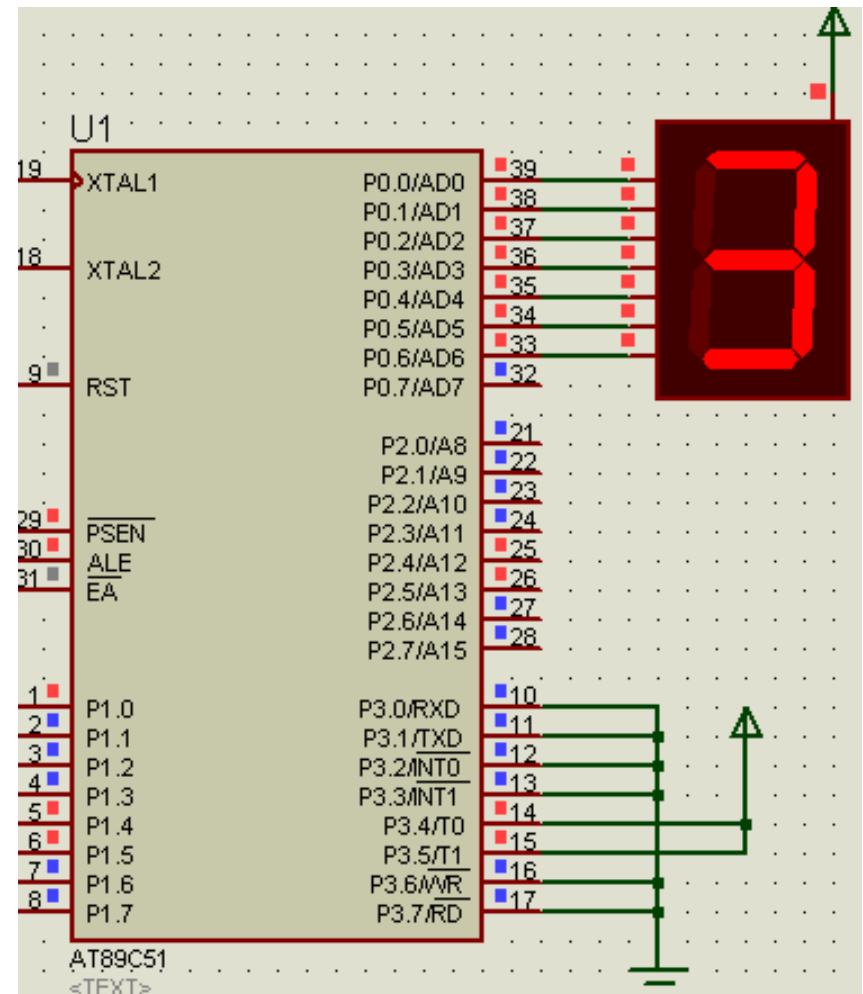 U1
19 XTAL1 P0.0/AD0 39
P0.1/AD1 38
P0.2/AD2 37
18 XTAL2 P0.3/AD3 36
P0.4/AD4 35
P0.5/AD5 34
P0.6/AD6 33
9 RST P0.7/AD7 32
P2.0/A8 21
P2.1/A9 22
P2.2/A10 23
29 PSEN P2.3/A11 24
30 ALE P2.4/A12 25
31 EA P2.5/A13 26
P2.6/A14 27
P2.7/A15 28
1 P1.0 P3.0/RXD 10
2 P1.1 P3.1/TXD 11
3 P1.2 P3.2/INT0 12
4 P1.3 P3.3/INT1 13
5 P1.4 P3.4/T0 14
6 P1.5 P3.5/T1 15
7 P1.6 P3.6/WR 16
8 P1.7 P3.7/RD 17
AT89C51
<TEXT>
3